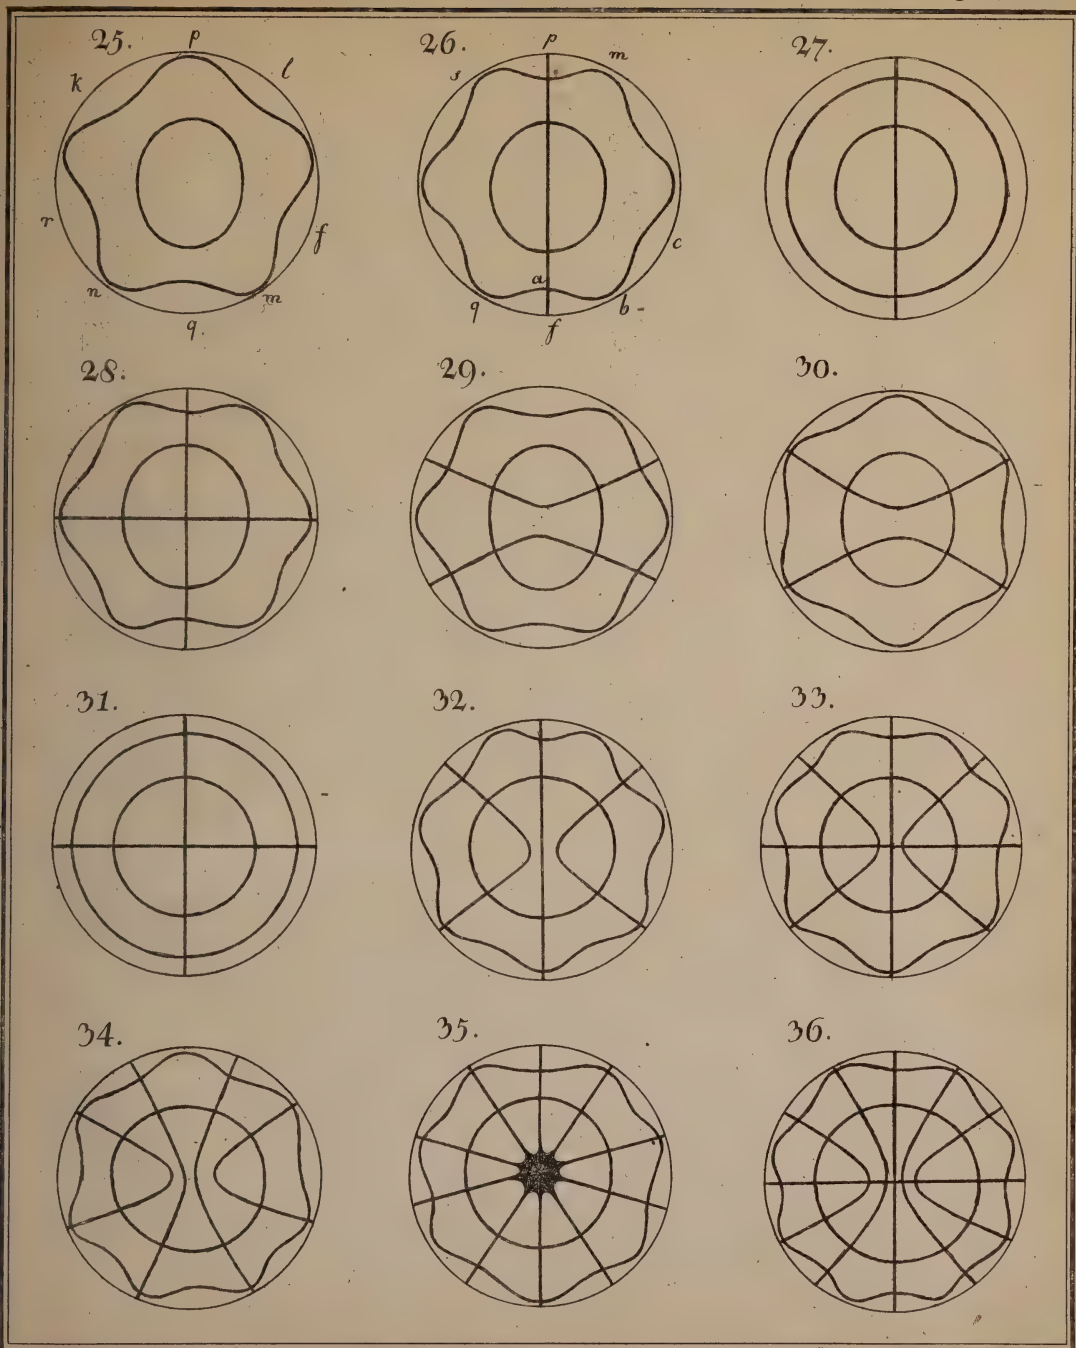 25. 26. 27.
p
k l
r f
n m
q.
p
s m
c
a
q b
f
28. 29. 30.
31. 32. 33.
34. 35. 36.